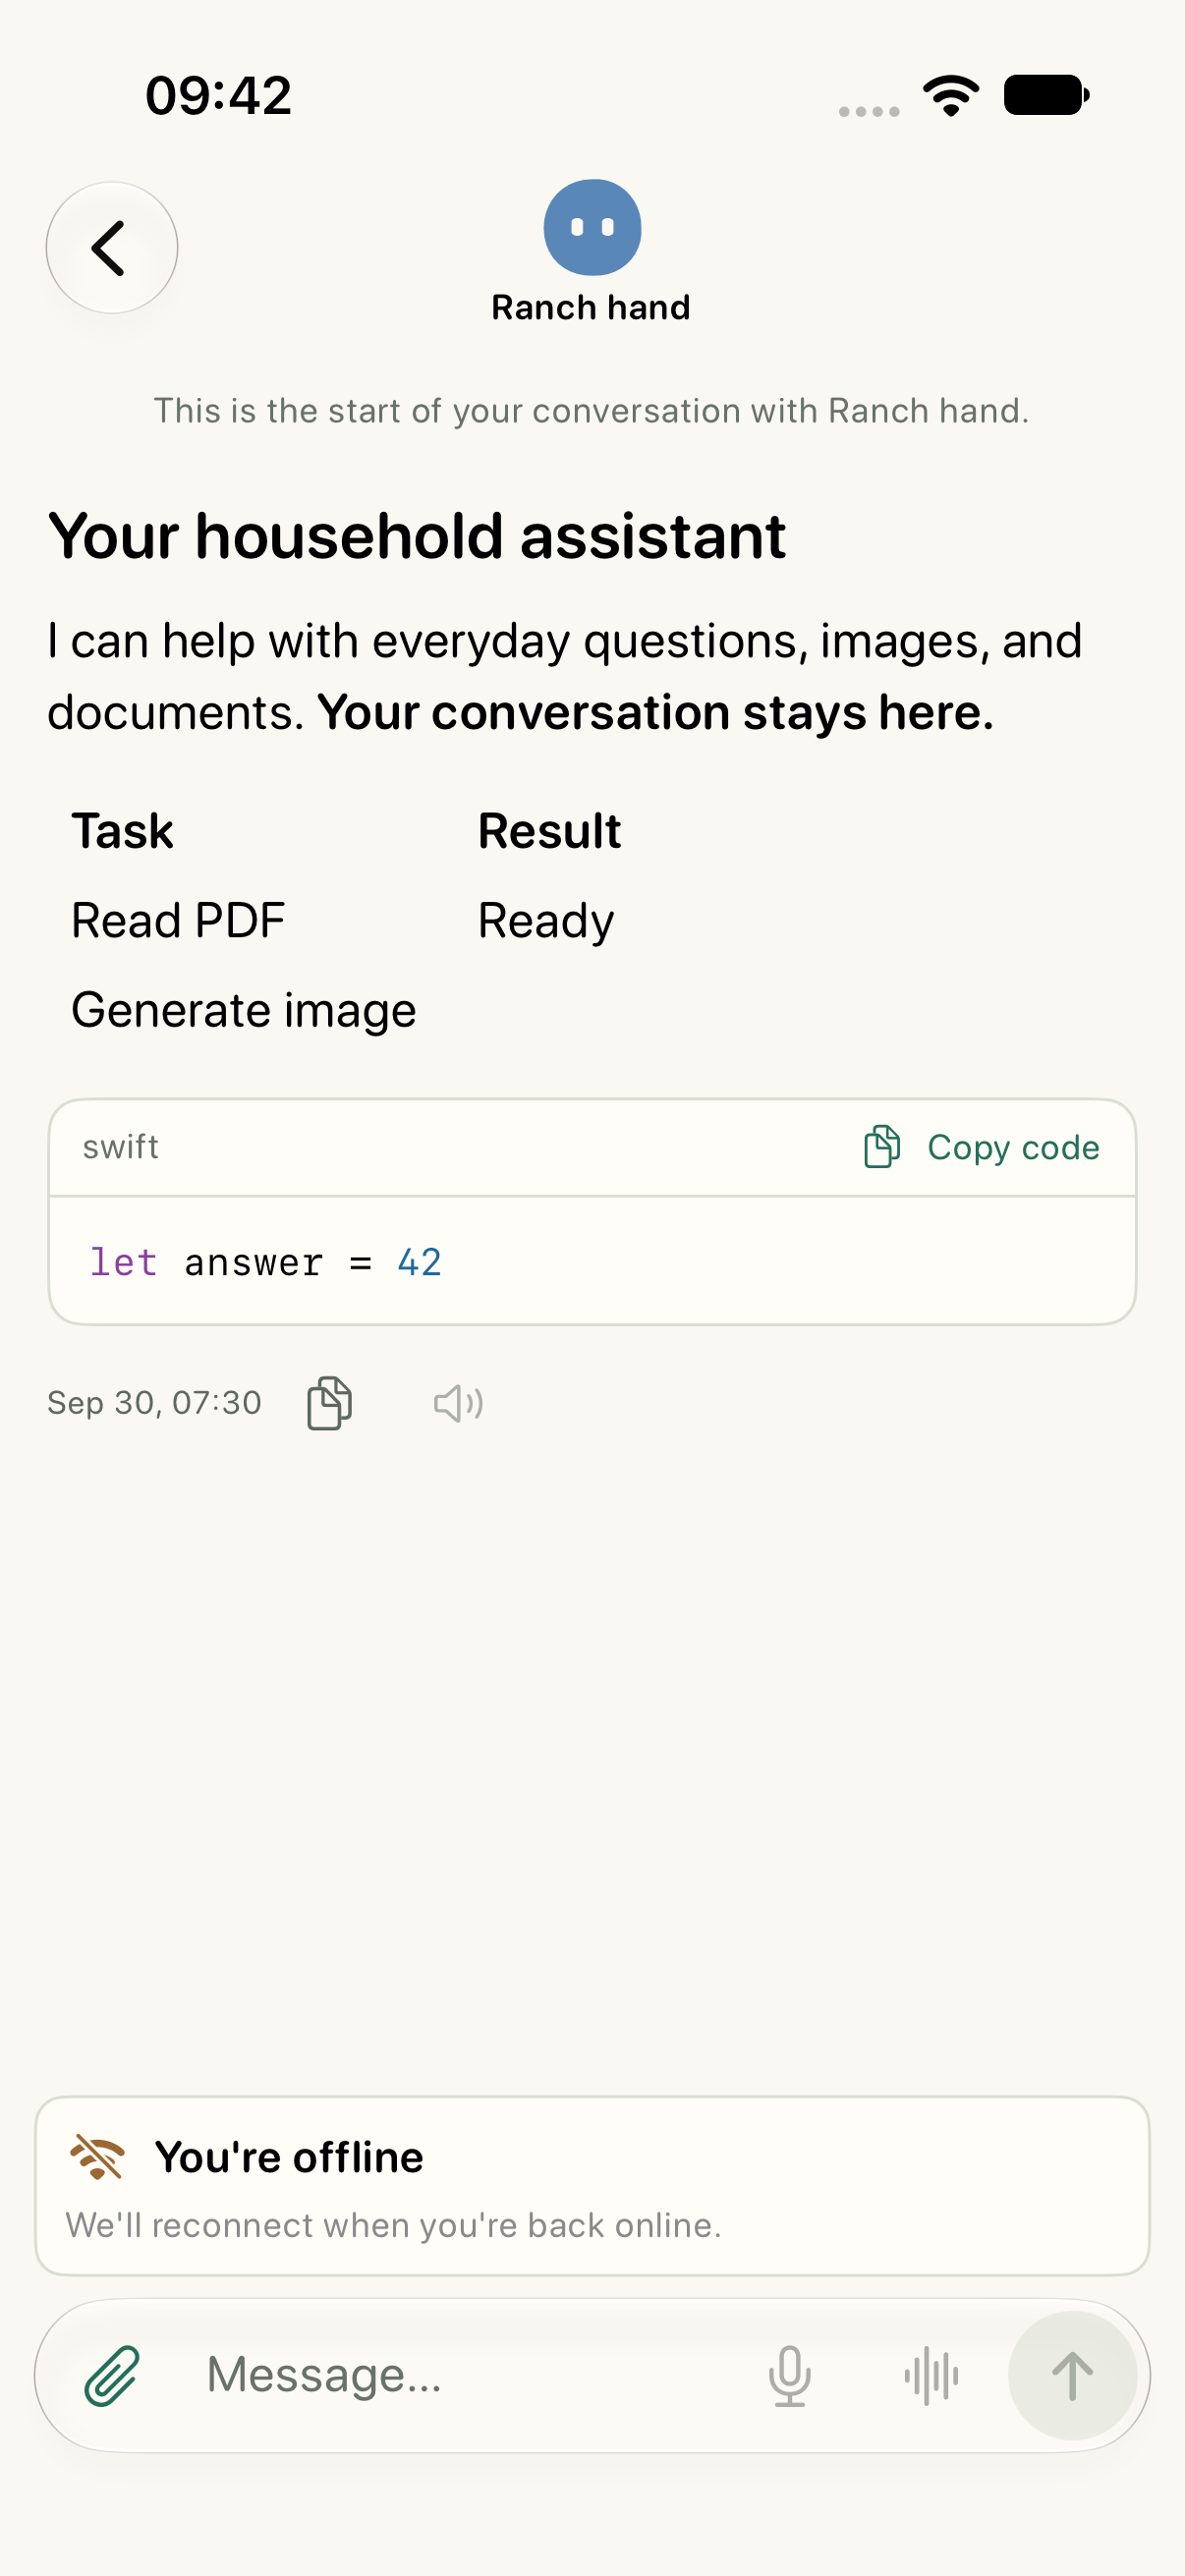 09:42
Ranch hand
This is the start of your conversation with Ranch hand.
Your household assistant
I can help with everyday questions, images, and
documents. Your conversation stays here.
Task Result
Read PDF Ready
Generate image
swift Copy code
let answer = 42
Sep 30, 07:30
You're offline
We'll reconnect when you're back online.
Message...